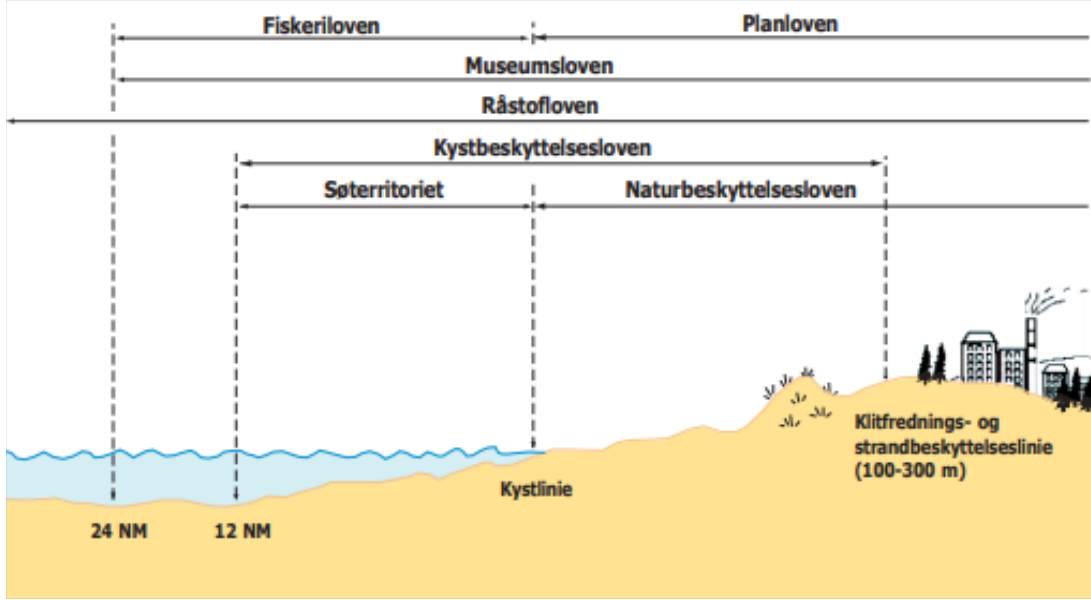 Fiskeriloven
Planloven
Museumsloven
Råstofloven
Kystbeskyttelsesloven
Søterritoriet
Naturbeskyttelsesloven
Klitfrednings- og
strandbeskyttelseslinie
(100-300 m)
Kystlinie
24 NM
12 NM